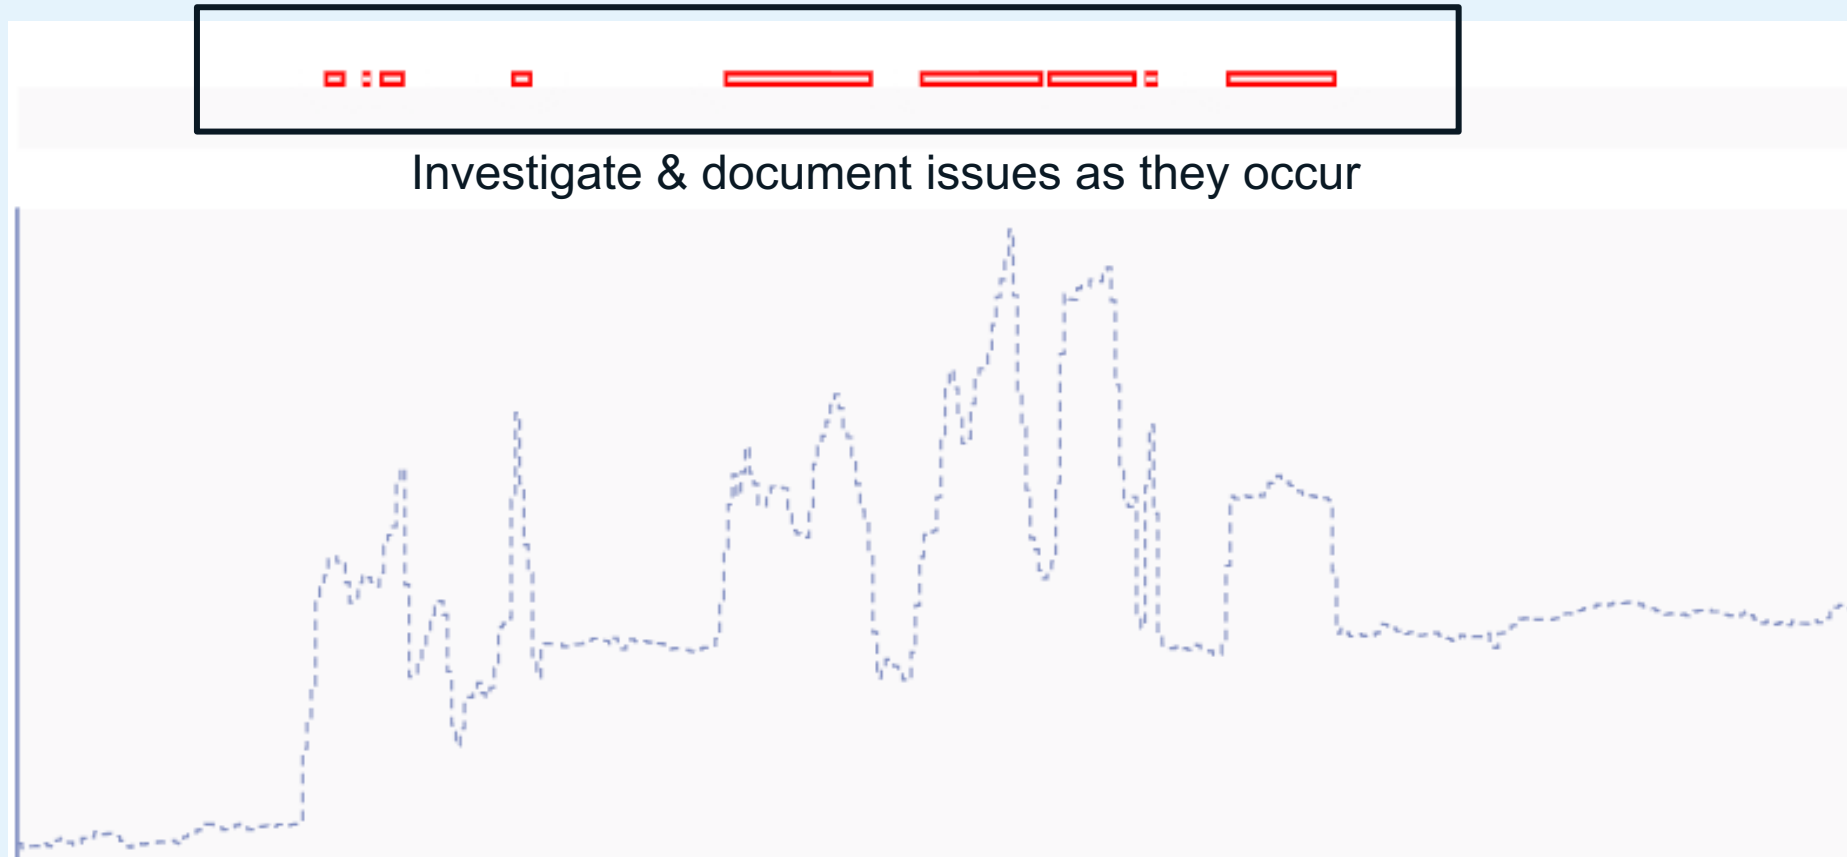 Investigate & document issues as they occur